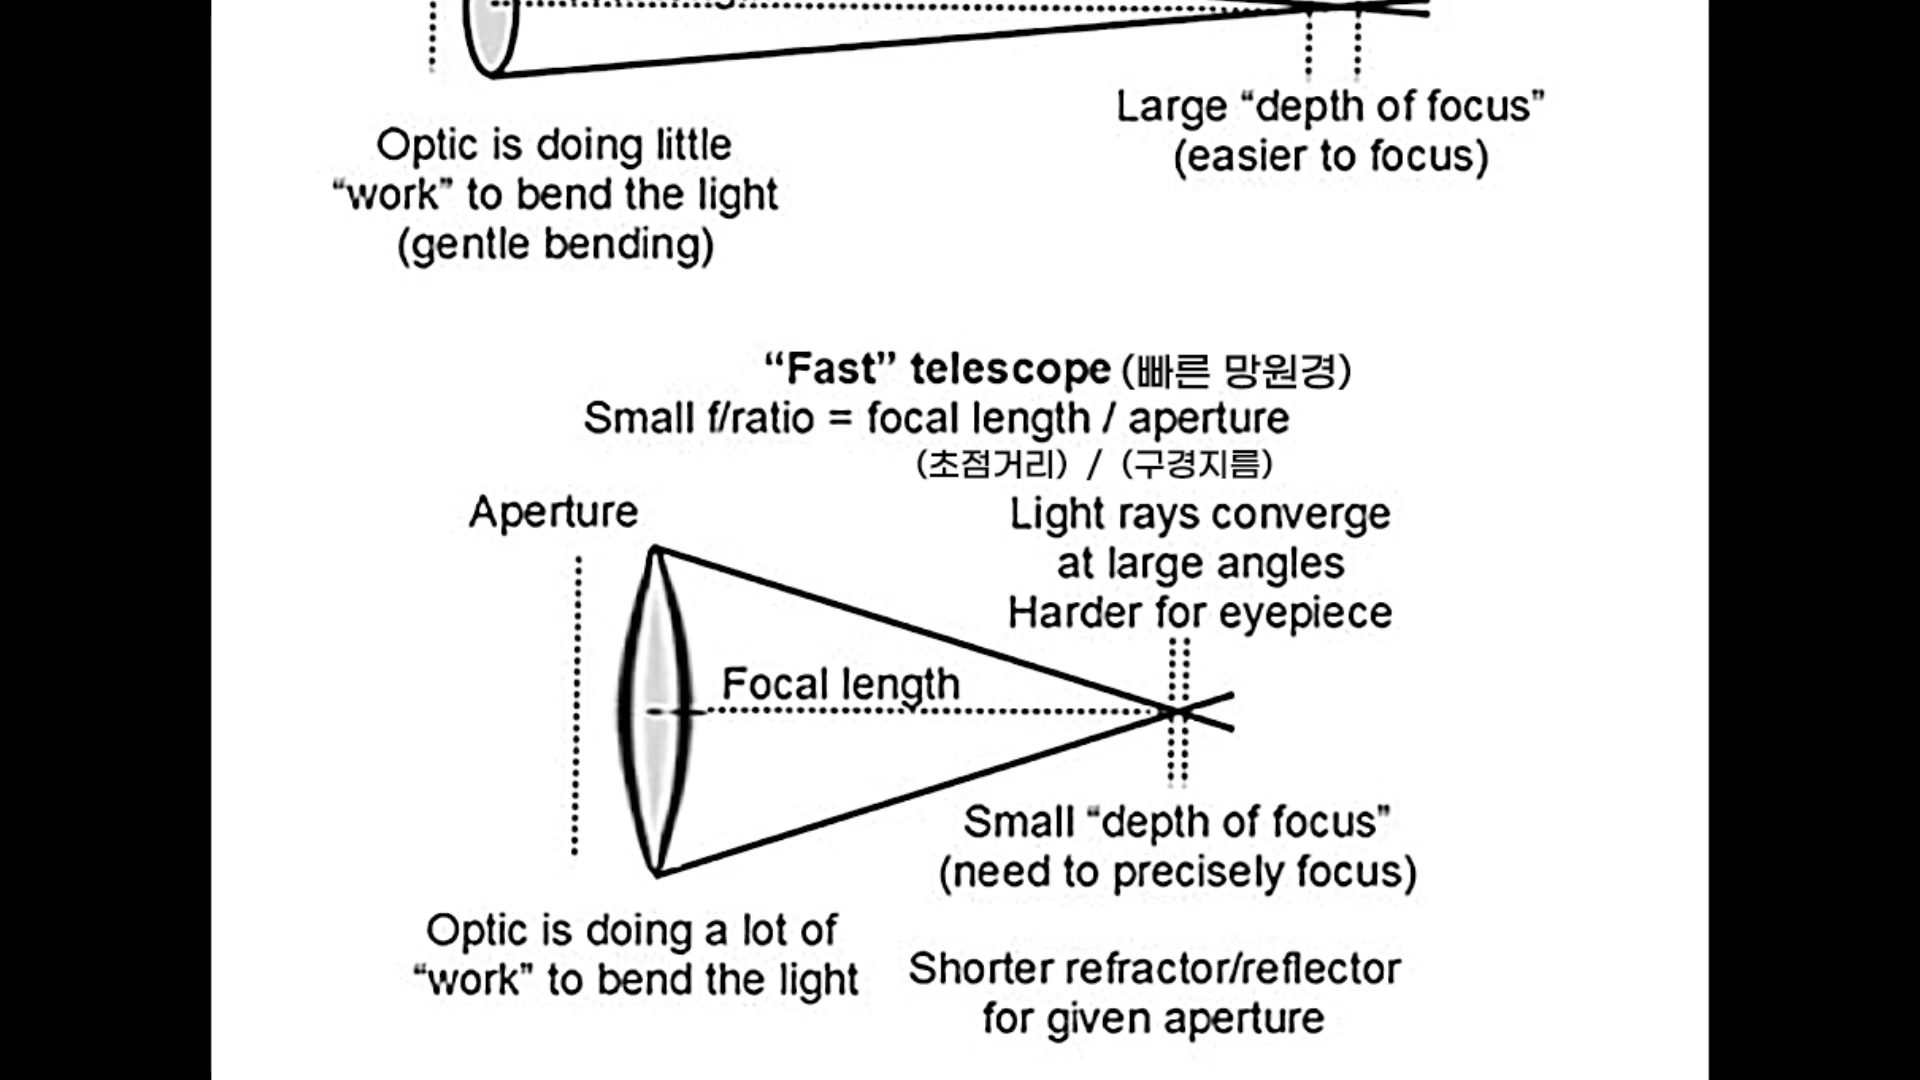 Large “depth of focus”
(easier to focus)
Optic is doing little
“work” to bend the light
(gentle bending)
“Fast” telescope (빠른 망원경)
Small f/ratio = focal length / aperture
(초점거리) / (구경지름)
Aperture
Light rays converge
at large angles
Harder for eyepiece
Focal length
Small “depth of focus”
(need to precisely focus)
Optic is doing a lot of
“work” to bend the light
Shorter refractor/reflector
for given aperture